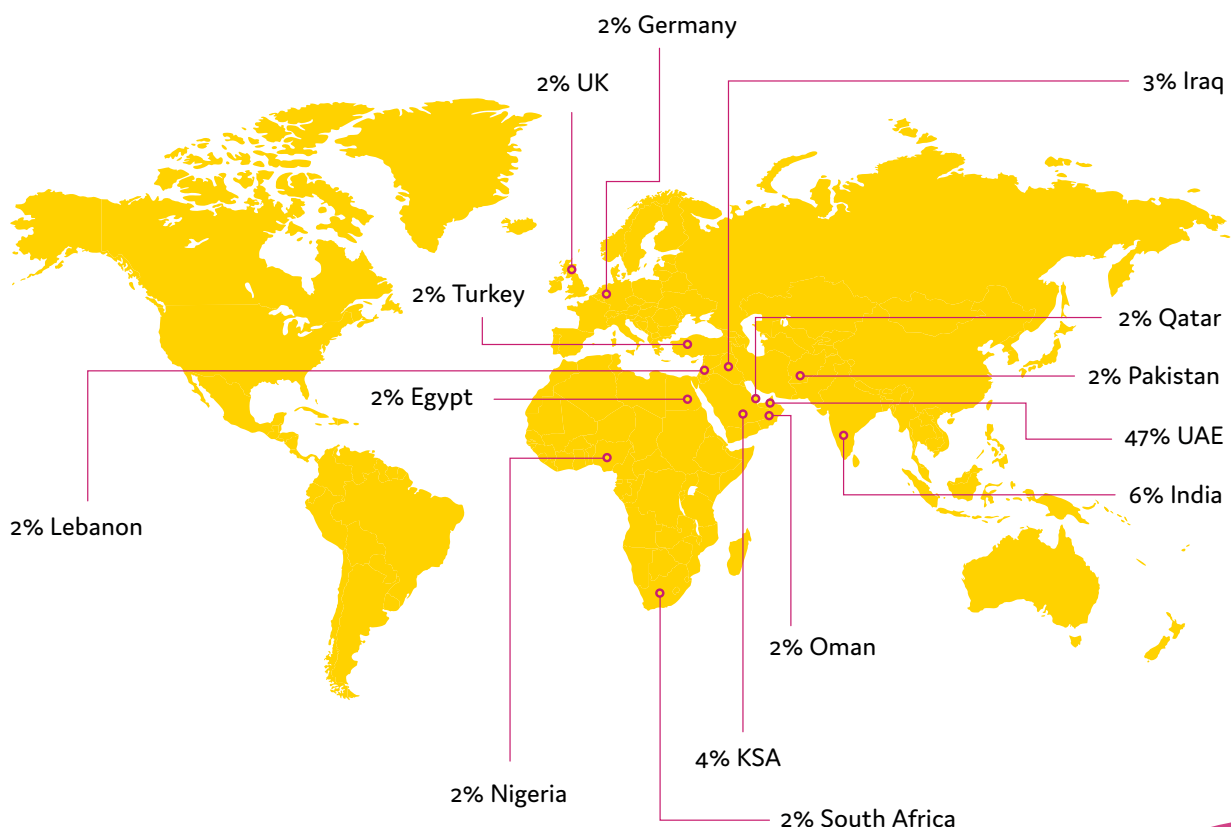 2% Germany
2% UK
3% Iraq
2% Turkey
2% Qatar
2% Pakistan
2% Egypt
47% UAE
6% India
2% Lebanon
2% Oman
4% KSA
2% Nigeria
2% South Africa